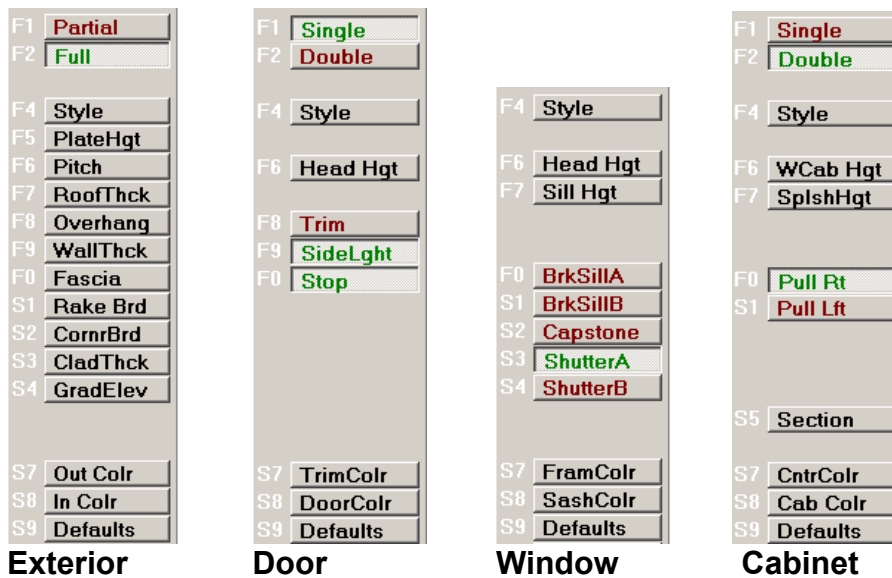 F1 Partial
F2 Full
F4 Style
F5 PlateHgt
F6 Pitch
F7 RoofThck
F8 Overhang
F9 WallThck
F0 Fascia
S1 Rake Brd
S2 CornrBrd
S3 CladThck
S4 GradElev
S7 Out Colr
S8 In Colr
S9 Defaults
Exterior
F1 Single
F2 Double
F4 Style
F6 Head Hgt
F8 Trim
F9 SideLght
F0 Stop
S7 TrimColr
S8 DoorColr
S9 Defaults
Door
F4 Style
F6 Head Hgt
F7 Sill Hgt
F0 BrkSillA
S1 BrkSillB
S2 Capstone
S3 ShutterA
S4 ShutterB
S7 FramColr
S8 SashColr
S9 Defaults
Window
F1 Single
F2 Double
F4 Style
F6 WCab Hgt
F7 SplshHgt
F0 Pull Rt
S1 Pull Lft
S5 Section
S7 CntrColr
S8 Cab Colr
S9 Defaults
Cabinet